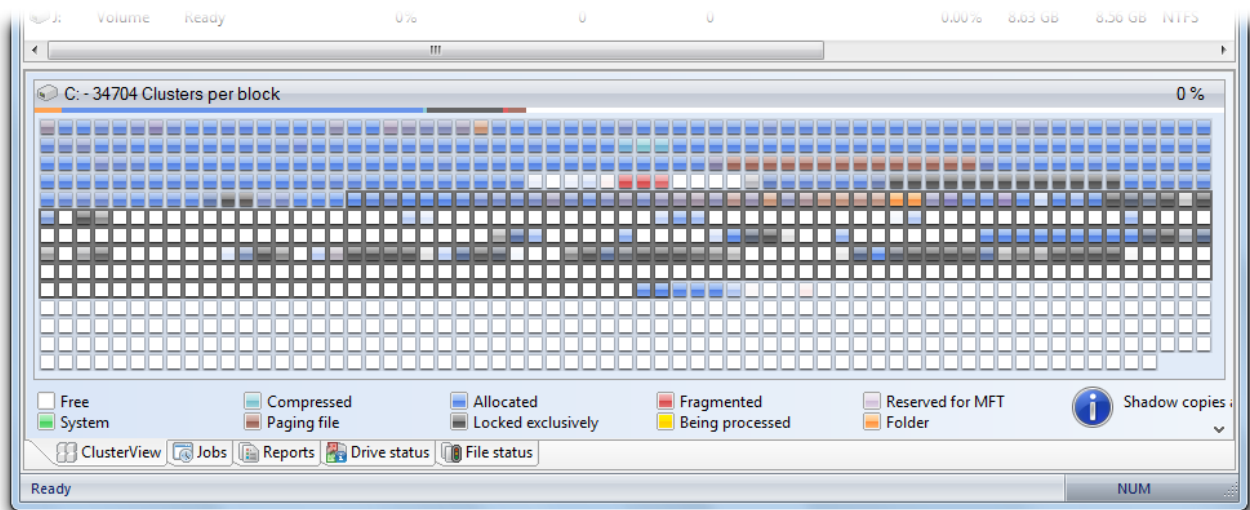 J: Volume Ready 0% 0 0 0.00% 8.63 GB 8.56 GB NTFS
C: - 34704 Clusters per block 0 %
Free Compressed Allocated Fragmented Reserved for MFT Shadow copies
System Paging file Locked exclusively Being processed Folder
ClusterView Jobs Reports Drive status File status
Ready NUM